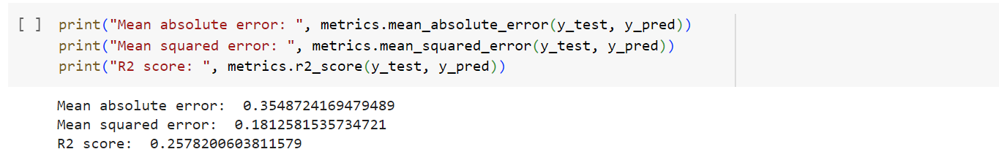 [ ] print("Mean absolute error: ", metrics.mean_absolute_error(y_test, y_pred))
print("Mean squared error: ", metrics.mean_squared_error(y_test, y_pred))
print("R2 score: ", metrics.r2_score(y_test, y_pred))
Mean absolute error:  0.3548724169479489
Mean squared error:  0.1812581535734721
R2 score:  0.2578200603811579